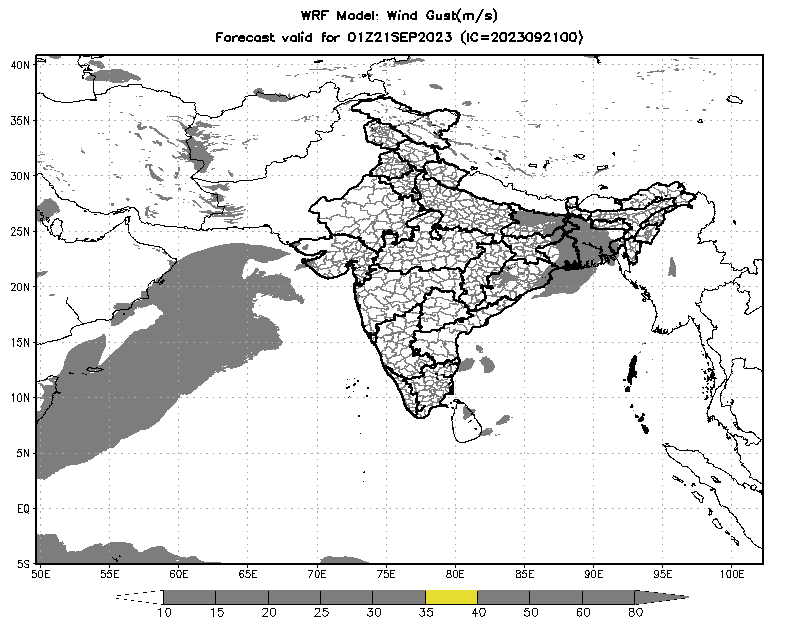 WRF Model: Wind Gust(m/s)
Forecast valid for 01Z21SEP2023 (IC=2023092100)
40N
35N
30N
25N
20N
15N
10N
5N
EQ
5S
50E 55E 60E 65E 70E 75E 80E 85E 90E 95E 100E
10 15 20 25 30 35 40 50 60 80